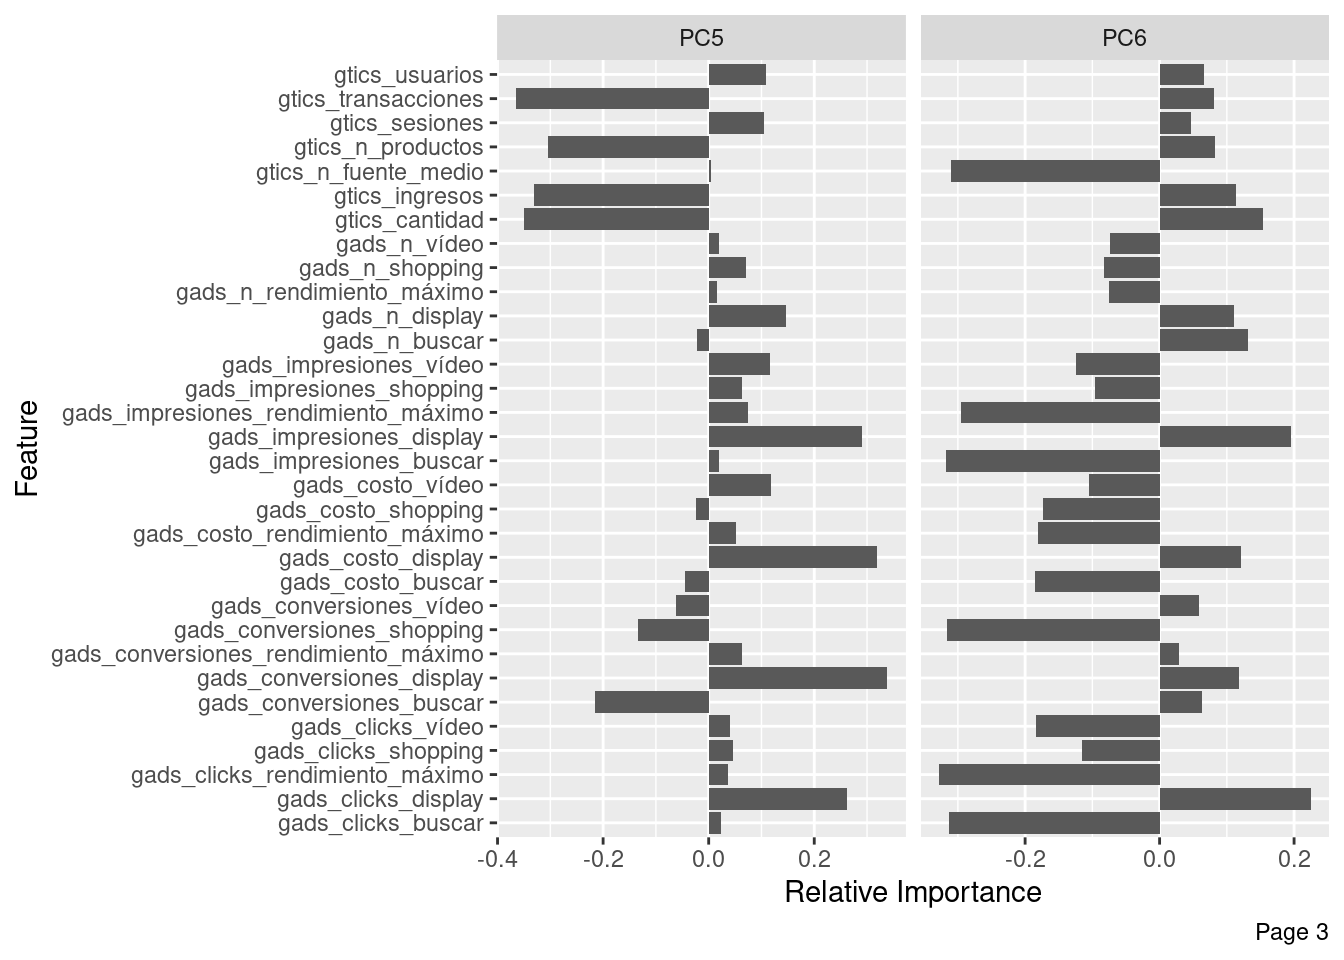 PC5
PC6
gtics_usuarios
gtics_transacciones
gtics_sesiones
gtics_n_productos
gtics_n_fuente_medio
gtics_ingresos
gtics_cantidad
gads_n_vídeo
gads_n_shopping
gads_n_rendimiento_máximo
gads_n_display
gads_n_buscar
gads_impresiones_vídeo
gads_impresiones_shopping
gads_impresiones_rendimiento_máximo
gads_impresiones_display
gads_impresiones_buscar
gads_costo_vídeo
gads_costo_shopping
gads_costo_rendimiento_máximo
gads_costo_display
gads_costo_buscar
gads_conversiones_vídeo
gads_conversiones_shopping
gads_conversiones_rendimiento_máximo
gads_conversiones_display
gads_conversiones_buscar
gads_clicks_vídeo
gads_clicks_shopping
gads_clicks_rendimiento_máximo
gads_clicks_display
gads_clicks_buscar
Feature
-0.4 -0.2 0.0 0.2
-0.2 0.0 0.2
Relative Importance
Page 3